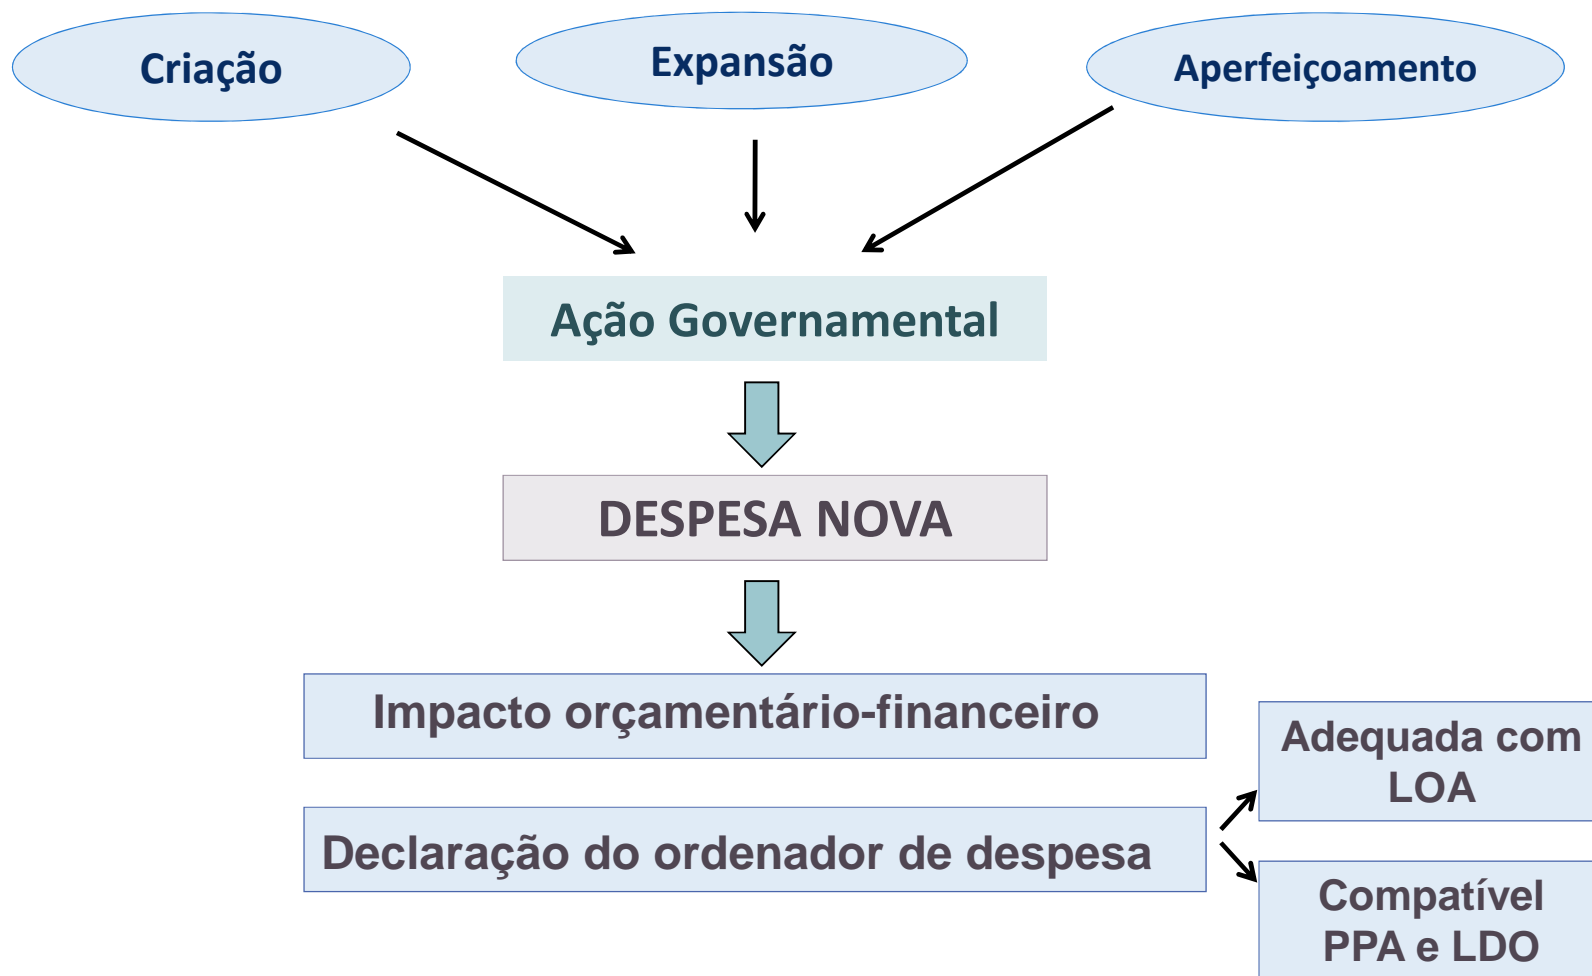 Criação
Expansão
Aperfeiçoamento
Ação Governamental
DESPESA NOVA
Impacto orçamentário-financeiro
Declaração do ordenador de despesa
Adequada com
LOA
Compatível
PPA e LDO